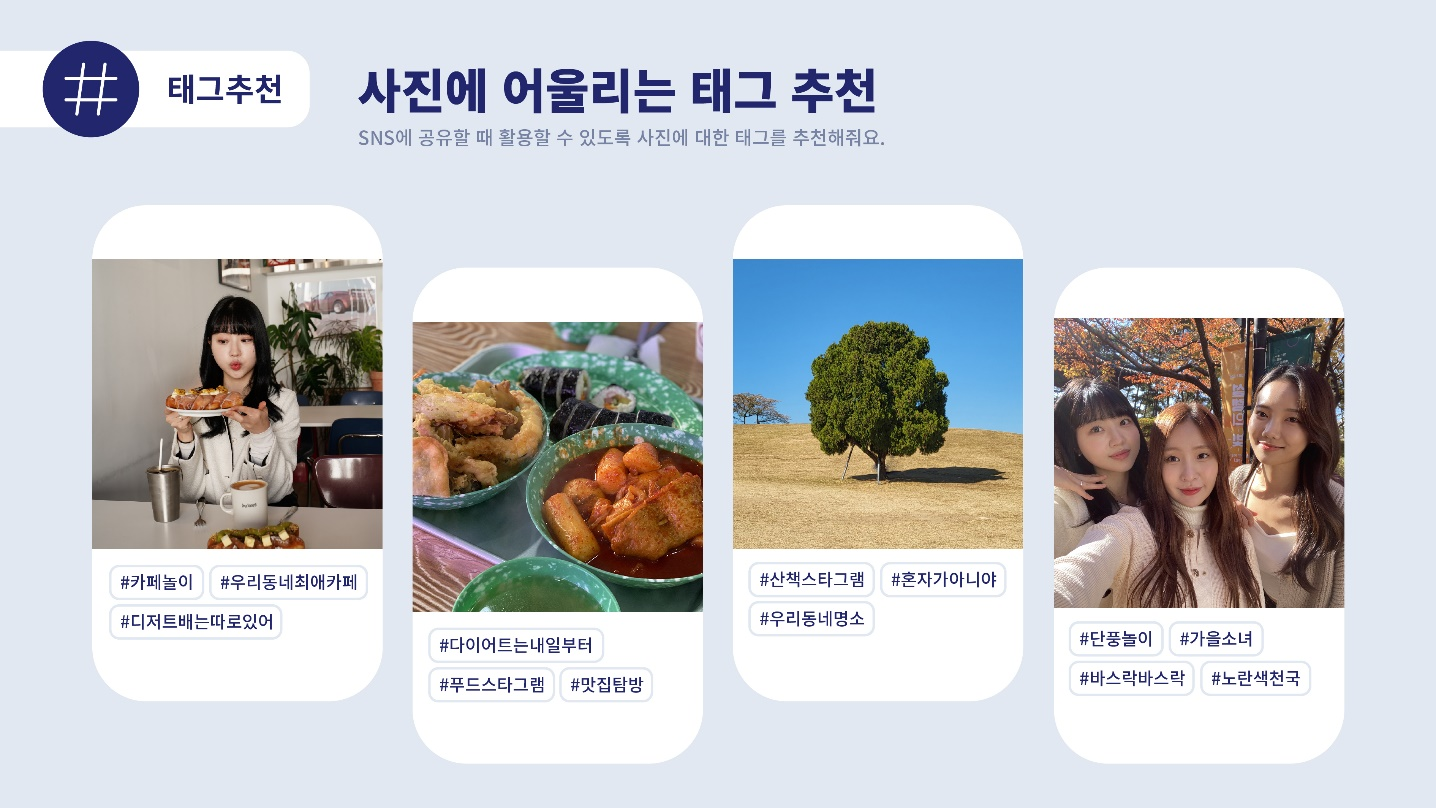 태그추천
사진에 어울리는 태그 추천
SNS에 공유할 때 활용할 수 있도록 사진에 대한 태그를 추천해줘요.
#카페놀이 #우리동네최애카페
#디저트배는따로있어
#다이어트는내일부터
#푸드스타그램 #맛집탐방
#산책스타그램 #혼자가아니야
#우리동네명소
#단풍놀이 #가을소녀
#바스락바스락 #노란색천국